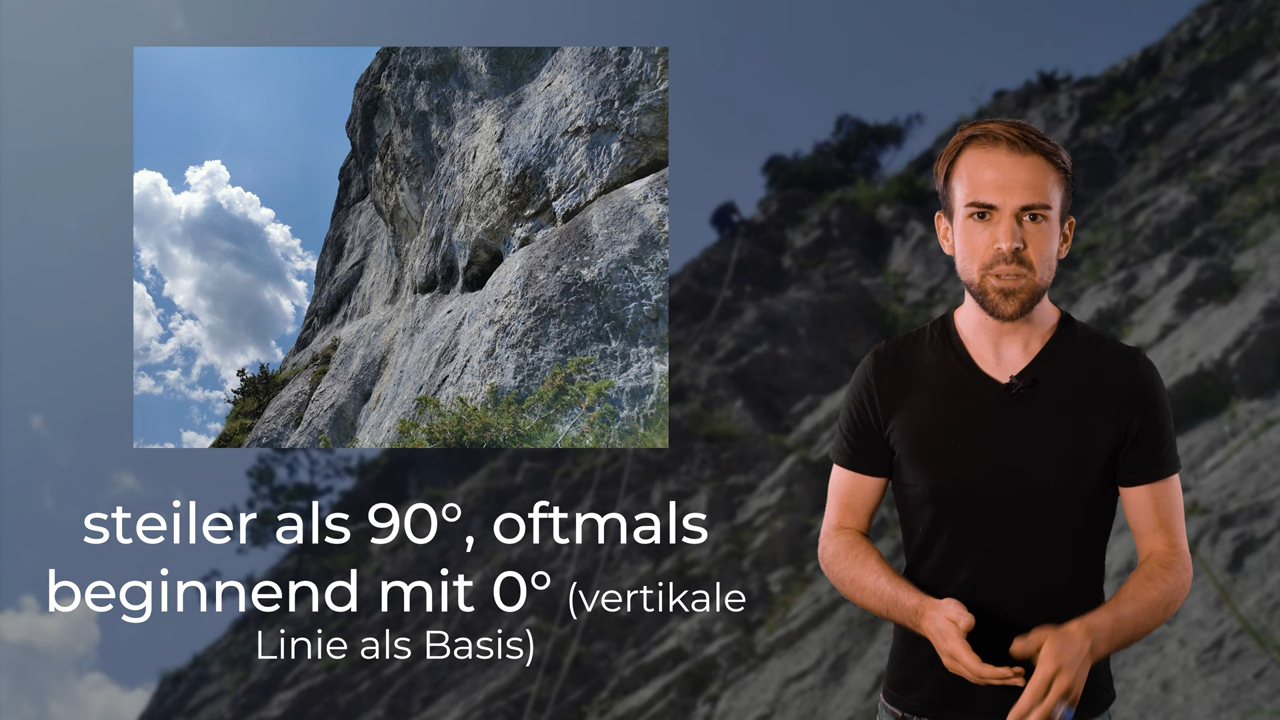 steiler als 90°, oftmals
beginnend mit 0° (vertikale
Linie als Basis)